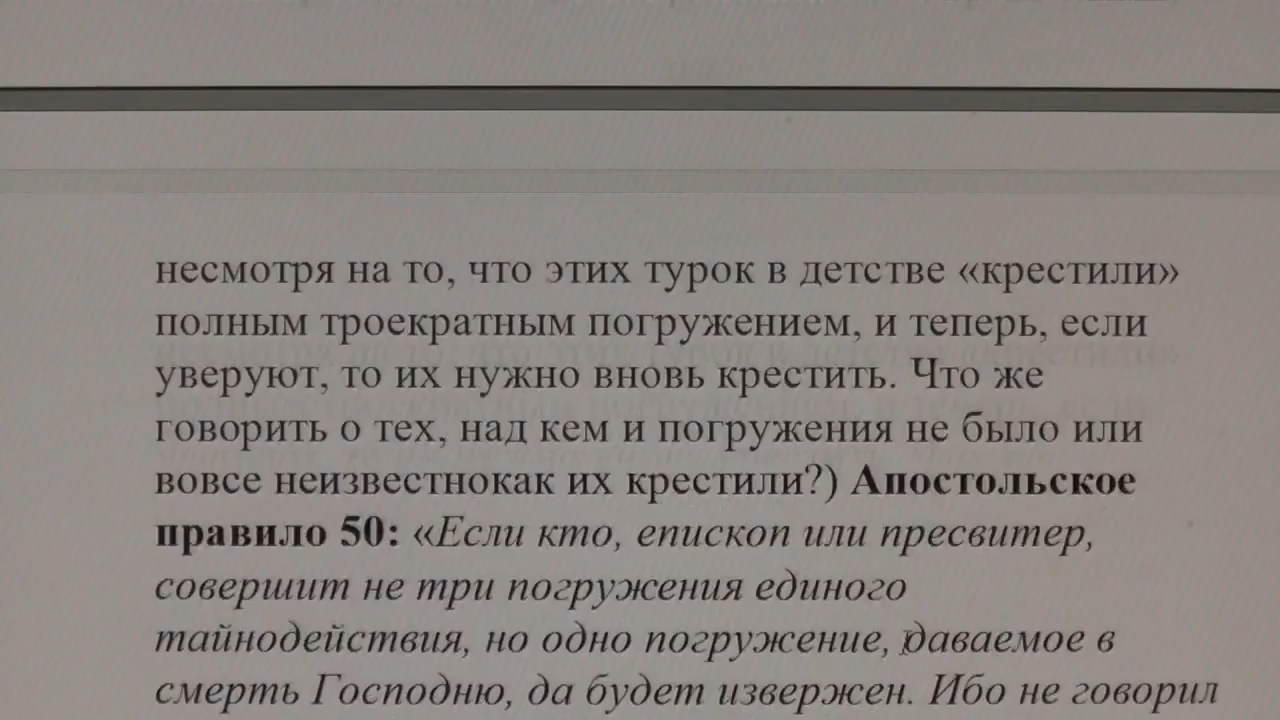 несмотря на то, что этих турок в детстве «крестили»
полным троекратным погружением, и теперь, если
уверуют, то их нужно вновь крестить. Что же
говорить о тех, над кем и погружения не было или
вовсе неизвестнокак их крестили?) Апостольское
правило 50: «Если кто, епископ или пресвитер,
совершит не три погружения единого
тайнодействия, но одно погружение, даваемое в
смерть Господню, да будет извержен. Ибо не говорил